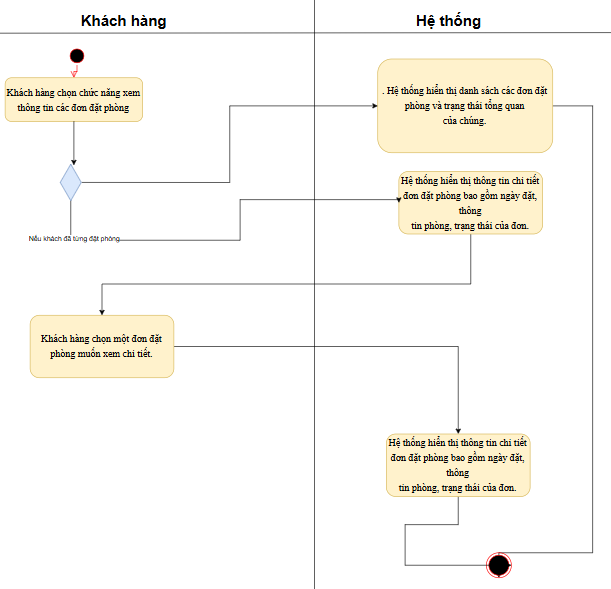 Khách hàng
Hệ thống
Khách hàng chọn chức năng xem
thông tin các đơn đặt phòng
. Hệ thống hiển thị danh sách các đơn đặt
phòng và trạng thái tổng quan
của chúng.
Hệ thống hiển thị thông tin chi tiết
đơn đặt phòng bao gồm ngày đặt,
thông
tin phòng, trạng thái của đơn.
Nếu khách đã từng đặt phòng
Khách hàng chọn một đơn đặt
phòng muốn xem chi tiết.
Hệ thống hiển thị thông tin chi tiết
đơn đặt phòng bao gồm ngày đặt,
thông
tin phòng, trạng thái của đơn.